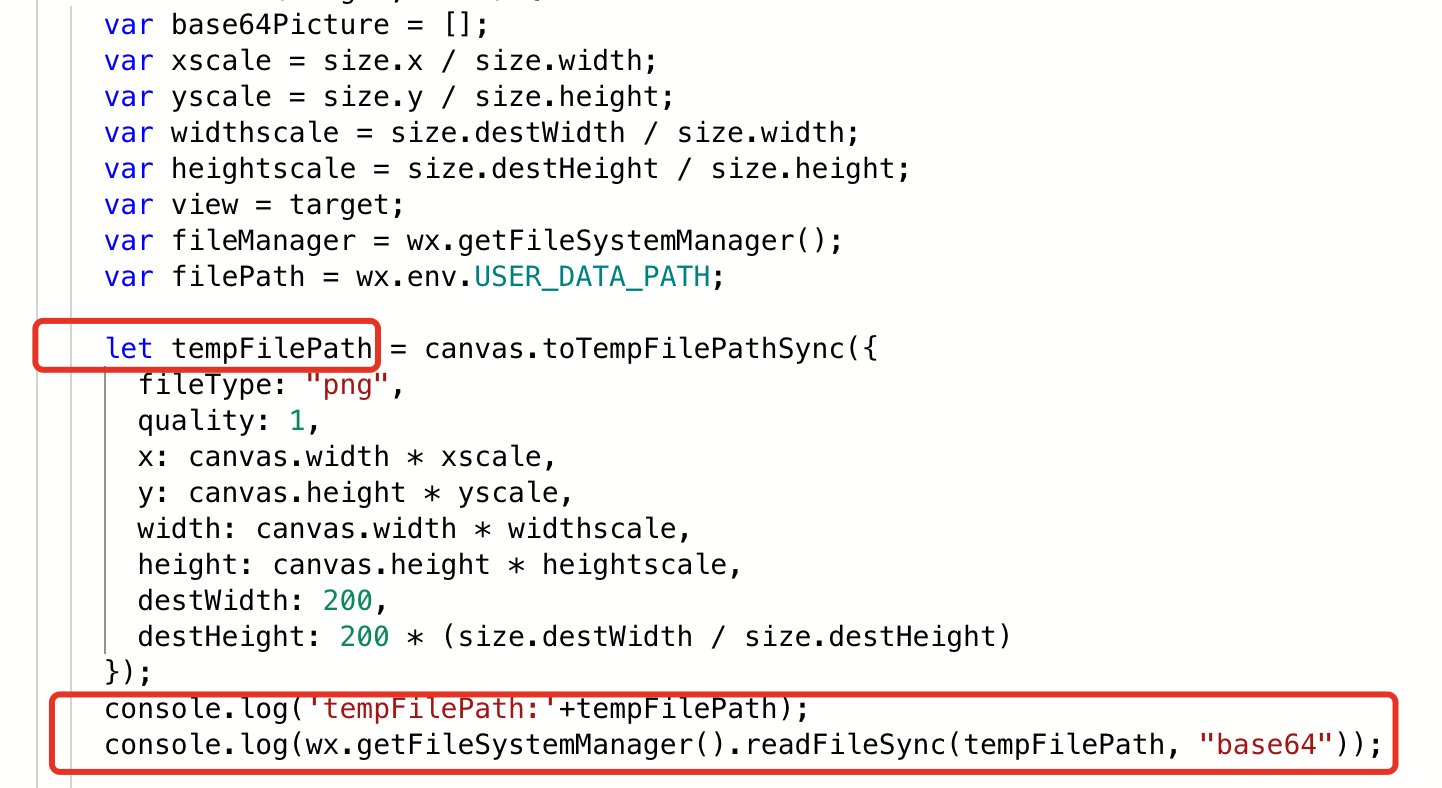 var base64Picture = [];
var xscale = size.x / size.width;
var yscale = size.y / size.height;
var widthscale = size.destWidth / size.width;
var heightscale = size.destHeight / size.height;
var view = target;
var fileManager = wx.getFileSystemManager();
var filePath = wx.env.USER_DATA_PATH;
let tempFilePath = canvas.toTempFilePathSync({
fileType: "png",
quality: 1,
x: canvas.width * xscale,
y: canvas.height * yscale,
width: canvas.width * widthscale,
height: canvas.height * heightscale,
destWidth: 200,
destHeight: 200 * (size.destWidth / size.destHeight)
});
console.log('tempFilePath:'+tempFilePath);
console.log(wx.getFileSystemManager().readFileSync(tempFilePath, "base64"));